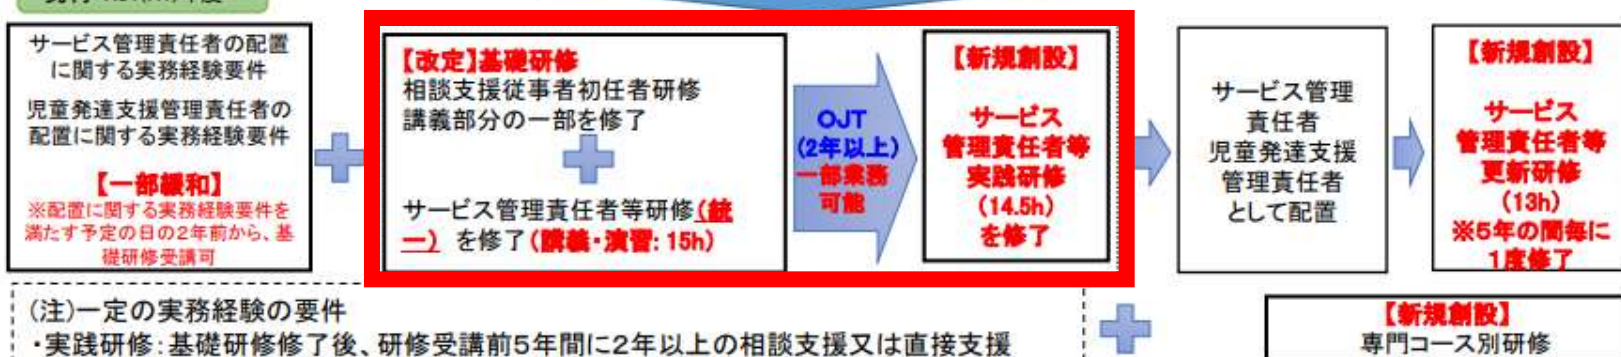 サービス管理責任者の配置
に関する実務経験要件
児童発達支援管理責任者の
配置に関する実務経験要件
【一部緩和】
※配置に関する実務経験要件を
満たす予定の日の2年前から、基
礎研修受講可
【改定】基礎研修
相談支援従事者初任者研修
講義部分の一部を修了
サービス管理責任者等研修(統
一) を修了(講義・演習: 15h)
OJT
(2年以上)
一部業務
可能
【新規創設】
サービス
管理責任者等
実践研修
(14.5h)
を修了
サービス管理
責任者
児童発達支援
管理責任者
として配置
【新規創設】
サービス
管理責任者等
更新研修
(13h)
※5年の間毎に
1度修了
(注)一定の実務経験の要件
・実践研修:基礎研修修了後、研修受講前5年間に2年以上の相談支援又は直接支援
【新規創設】
専門コース別研修